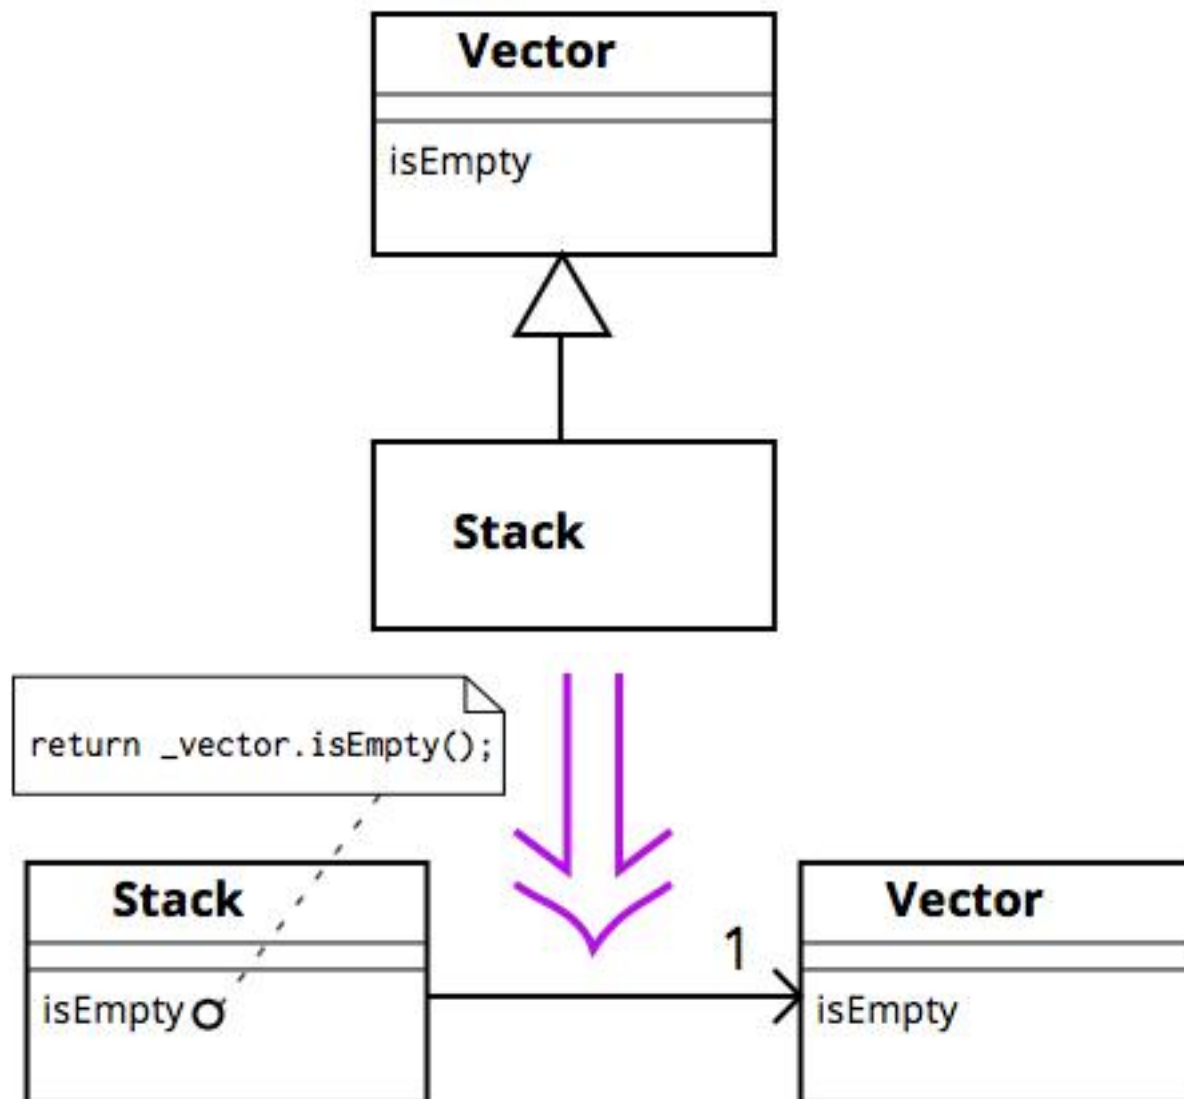 Vector
isEmpty
Stack
return _vector.isEmpty();
Stack
isEmpty
1
Vector
isEmpty